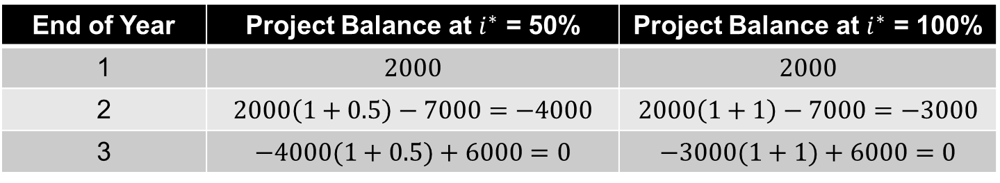 End of Year Project Balance at 𝑖* = 50% Project Balance at 𝑖* = 100%
1 2000 2000
2 2000(1 + 0.5) − 7000 = −4000 2000(1 + 1) − 7000 = −3000
3 −4000(1 + 0.5) + 6000 = 0 −3000(1 + 1) + 6000 = 0